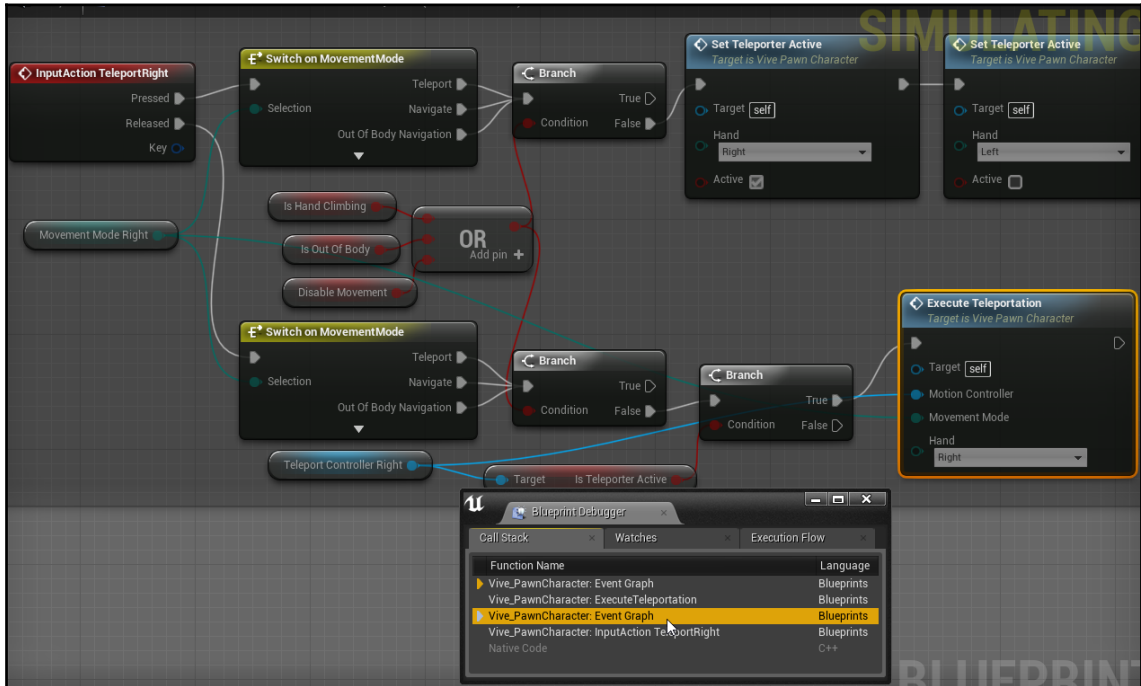 SIMULATING
InputAction TeleportRight
Pressed
Released
Key
Switch on MovementMode
Selection
Teleport
Navigate
Out Of Body Navigation
Branch
Condition
True
False
Set Teleporter Active
Target is Vive Pawn Character
Target self
Hand
Right
Active
Set Teleporter Active
Target is Vive Pawn Character
Target self
Hand
Left
Active
Is Hand Climbing
Movement Mode Right
Is Out Of Body
Disable Movement
OR
Add pin +
Switch on MovementMode
Selection
Teleport
Navigate
Out Of Body Navigation
Branch
Condition
True
False
Branch
Condition
True
False
Execute Teleportation
Target is Vive Pawn Character
Target self
Motion Controller
Movement Mode
Hand
Right
Teleport Controller Right
Target Is Teleporter Active
Blueprint Debugger
Call Stack Watches Execution Flow
Function Name Language
Vive_PawnCharacter: Event Graph Blueprints
Vive_PawnCharacter: ExecuteTeleportation Blueprints
Vive_PawnCharacter: Event Graph Blueprints
Vive_PawnCharacter: InputAction TeleportRight Blueprints
Native Code C++
BLUEPRINT